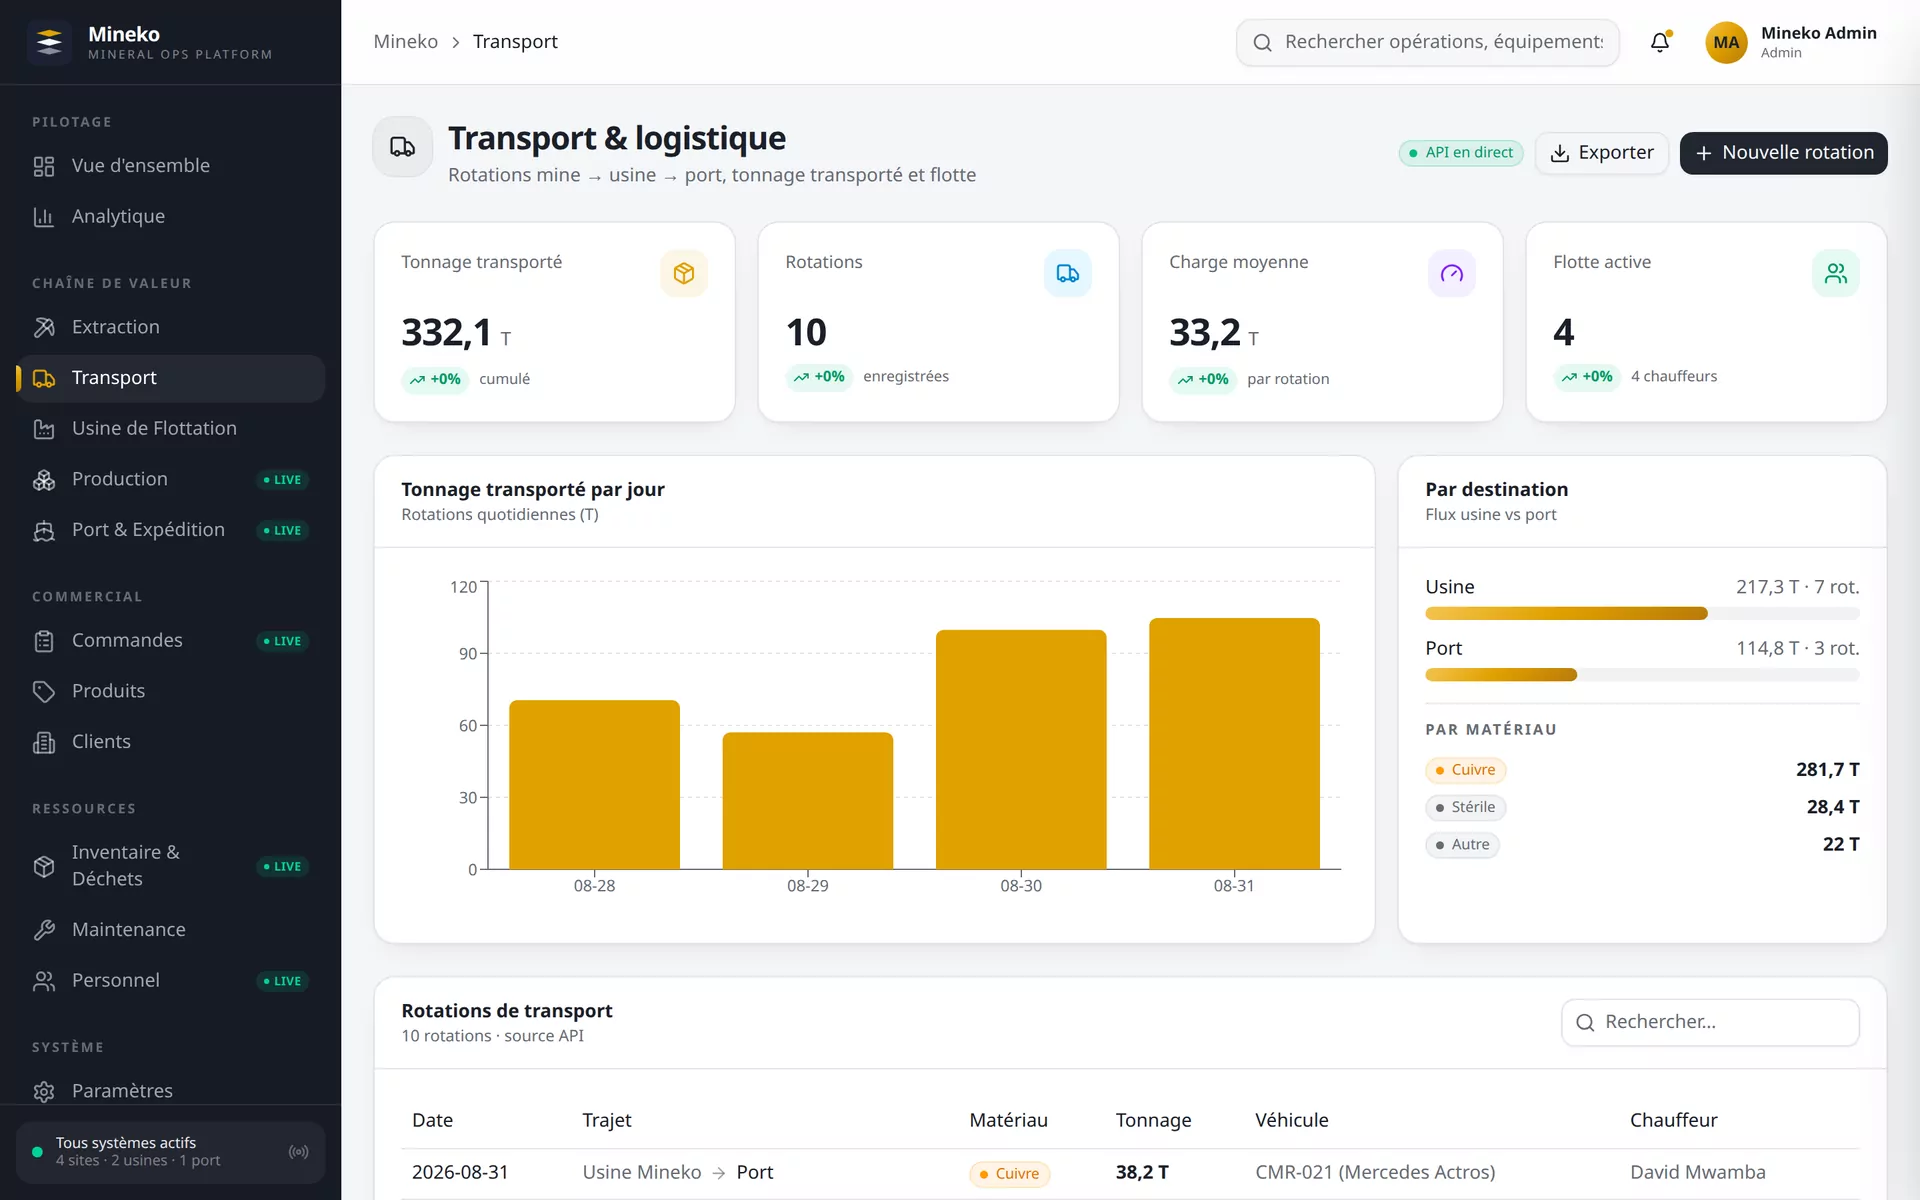 Mineko
MINERAL OPS PLATFORM
PILOTAGE
Vue d'ensemble
Analytique
CHAÎNE DE VALEUR
Extraction
Transport
Usine de Flottation
Production
LIVE
Port & Expédition
LIVE
COMMERCIAL
Commandes
LIVE
Produits
Clients
RESSOURCES
Inventaire &
Déchets
LIVE
Maintenance
Personnel
LIVE
SYSTÈME
Paramètres
Tous systèmes actifs
4 sites · 2 usines · 1 port
Mineko > Transport
Rechercher opérations, équipements
MA
Mineko Admin
Admin
Transport & logistique
Rotations mine → usine → port, tonnage transporté et flotte
API en direct
Exporter
Nouvelle rotation
Tonnage transporté
332,1 T
+0% cumulé
Rotations
10
+0% enregistrées
Charge moyenne
33,2 T
+0% par rotation
Flotte active
4
+0% 4 chauffeurs
Tonnage transporté par jour
Rotations quotidiennes (T)
120
90
60
30
0
08-28 08-29 08-30 08-31
Par destination
Flux usine vs port
Usine 217,3 T · 7 rot.
Port 114,8 T · 3 rot.
PAR MATÉRIAU
Cuivre 281,7 T
Stérile 28,4 T
Autre 22 T
Rotations de transport
10 rotations · source API
Rechercher...
Date Trajet Matériau Tonnage Véhicule Chauffeur
2026-08-31 Usine Mineko → Port Cuivre 38,2 T CMR-021 (Mercedes Actros) David Mwamba